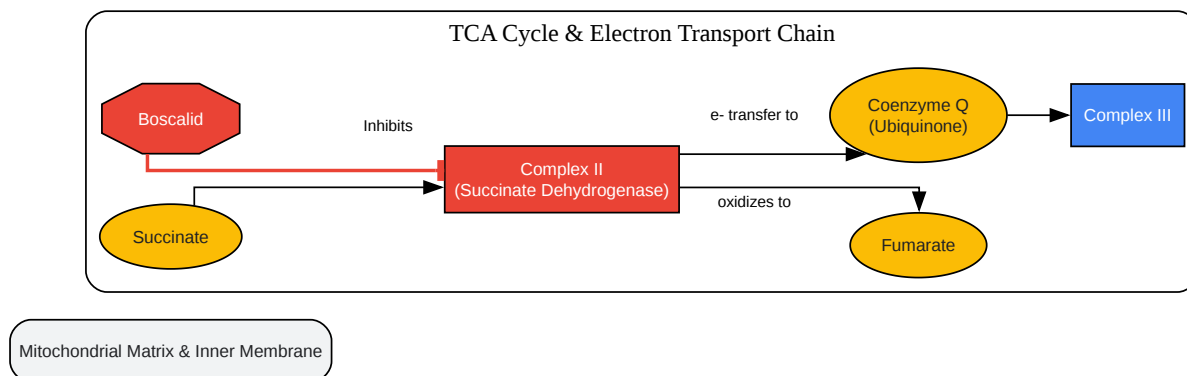 TCA Cycle & Electron Transport Chain
Boscalid
Inhibits
Complex II
(Succinate Dehydrogenase)
e- transfer to
Coenzyme Q
(Ubiquinone)
Complex III
Succinate
oxidizes to
Fumarate
Mitochondrial Matrix & Inner Membrane